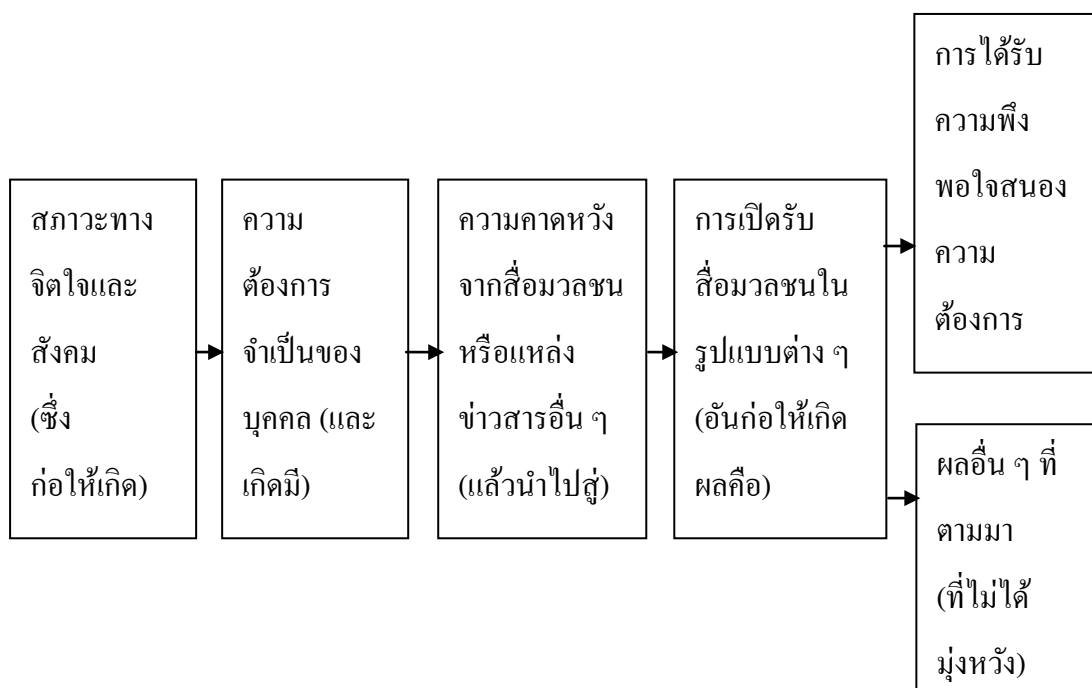 สภาวะทาง
จิตใจและ
สังคม
(ซึ่ง
ก่อให้เกิด)
ความ
ต้องการ
จำเป็นของ
บุคคล (และ
เกิดมี)
ความคาดหวัง
จากสื่อมวลชน
หรือแหล่ง
ข่าวสารอื่น ๆ
(แล้วนำไปสู่)
การเปิดรับ
สื่อมวลชนใน
รูปแบบต่าง ๆ
(อันก่อให้เกิด
ผลคือ)
การได้รับ
ความพึง
พอใจสนอง
ความ
ต้องการ
ผลอื่น ๆ ที่
ตามมา
(ที่ไม่ได้
มุ่งหวัง)